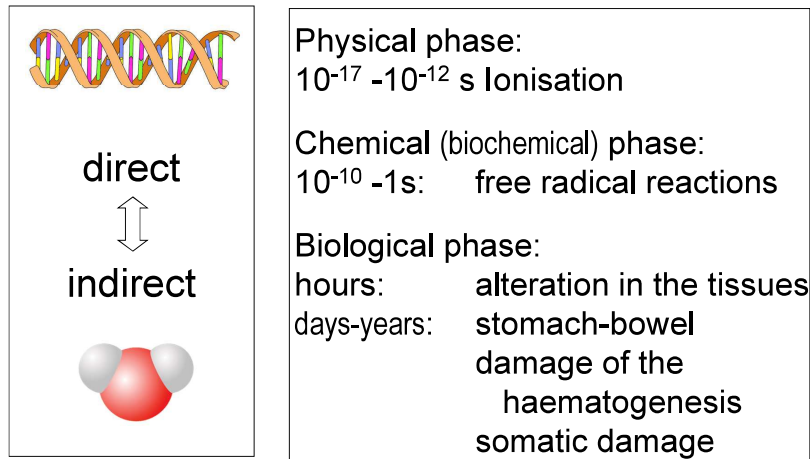 direct
indirect
Physical phase:
10⁻¹⁷ -10⁻¹² s Ionisation
Chemical (biochemical) phase:
10⁻¹⁰ -1s: free radical reactions
Biological phase:
hours: alteration in the tissues
days-years: stomach-bowel
damage of the
haematogenesis
somatic damage